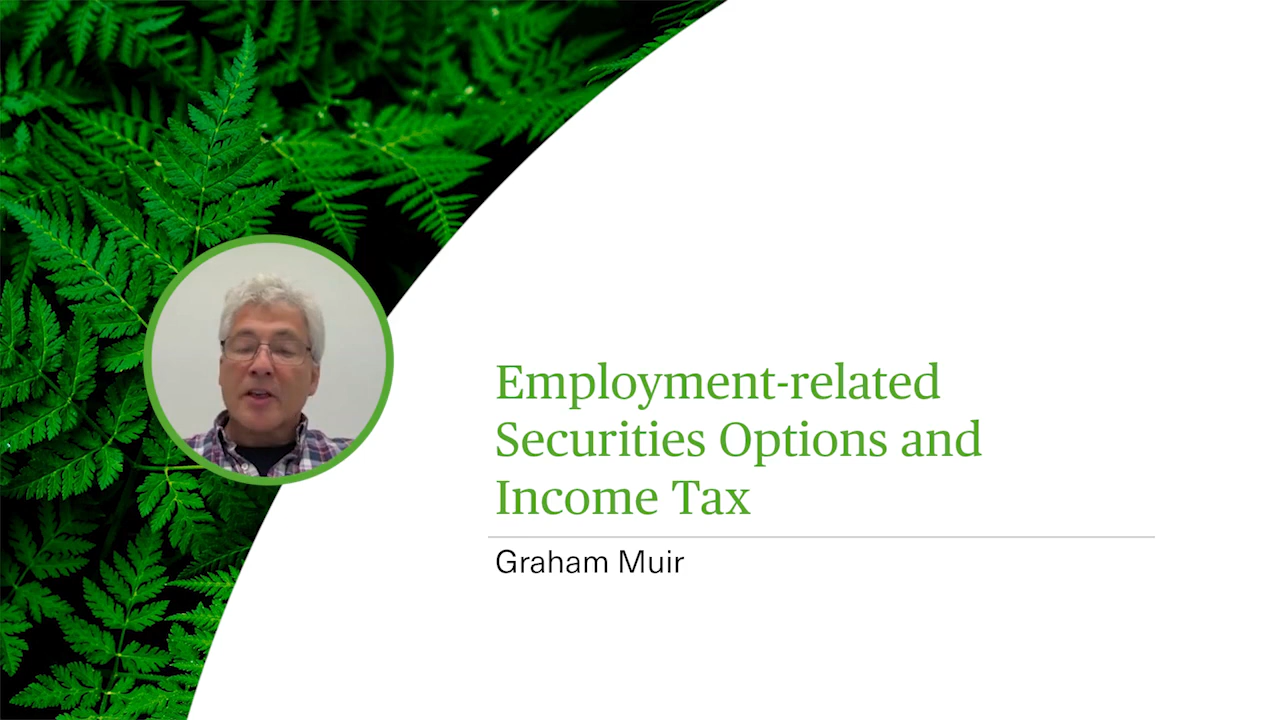 Employment-related
Securities Options and
Income Tax
Graham Muir